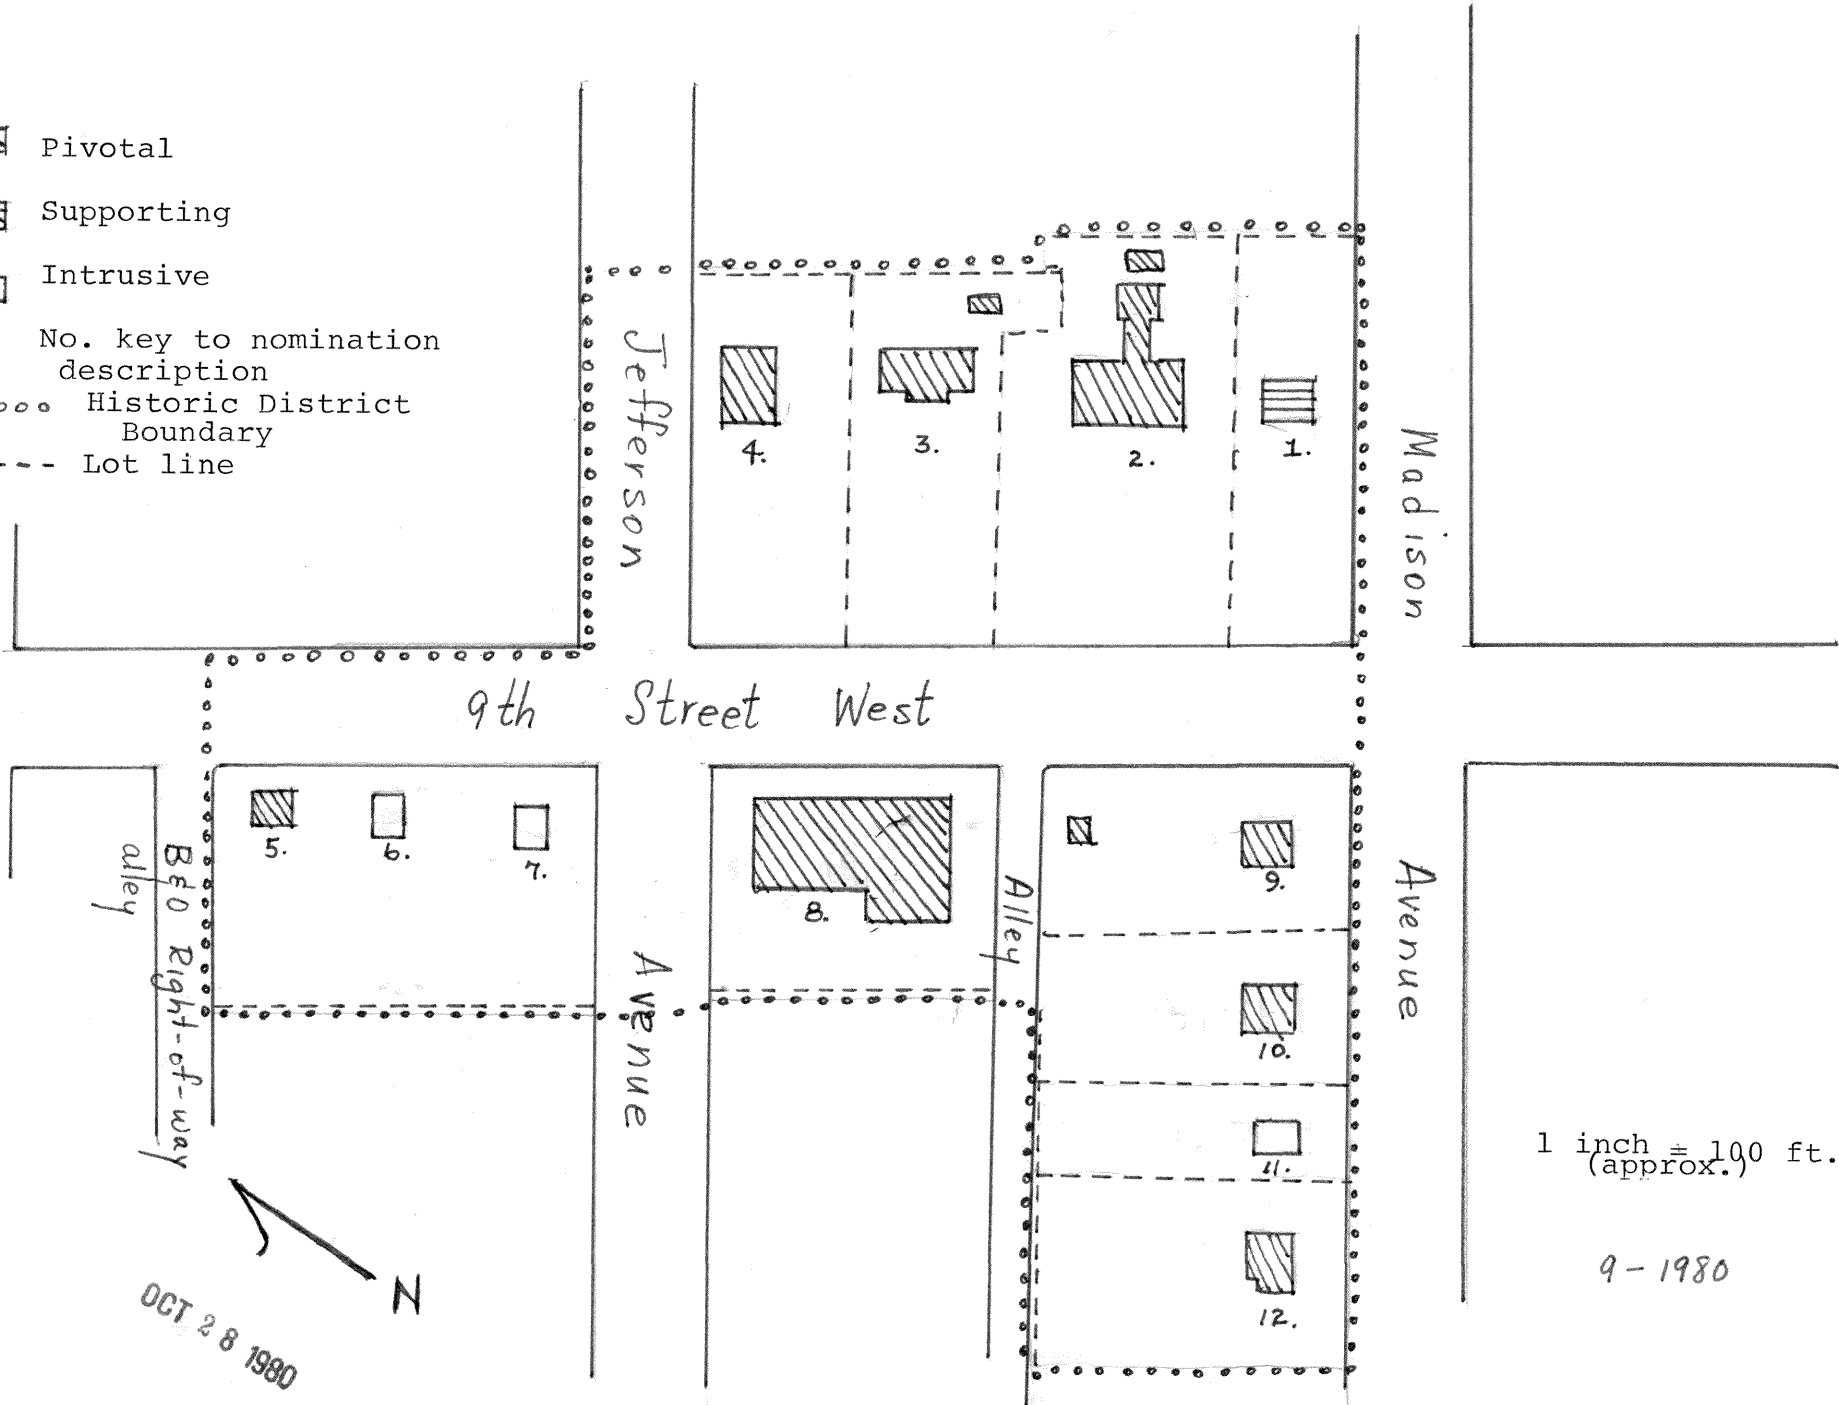 Pivotal
Supporting
Intrusive
No. key to nomination
description
Historic District
Boundary
Lot line
Jefferson
Madison
4.
3.
2.
1.
9th Street West
5.
6.
7.
8.
9.
10.
11.
12.
alley
B&O Right-of-way
Avenue
Alley
Avenue
1 inch = 100 ft.
(approx.)
9-1980
N
OCT 28 1980